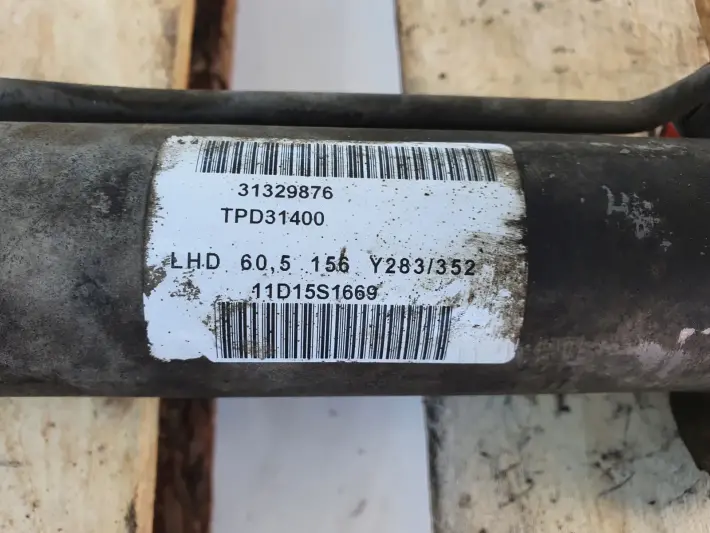 31329876
TPD31400
LHD 60,5 156 Y283/352
11D15S1669